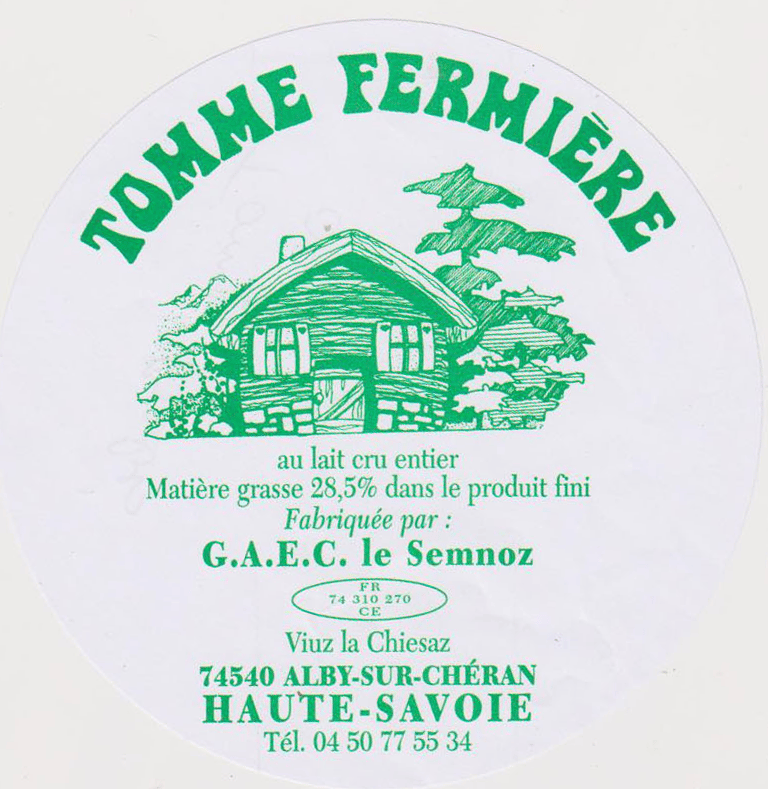 TOMME FERMIÈRE
au lait cru entier
Matière grasse 28,5% dans le produit fini
Fabriquée par :
G.A.E.C. le Semnoz
FR
74 310 270
CE
Viuz la Chiesaz
74540 ALBY-SUR-CHÉRAN
HAUTE-SAVOIE
Tél. 04 50 77 55 34